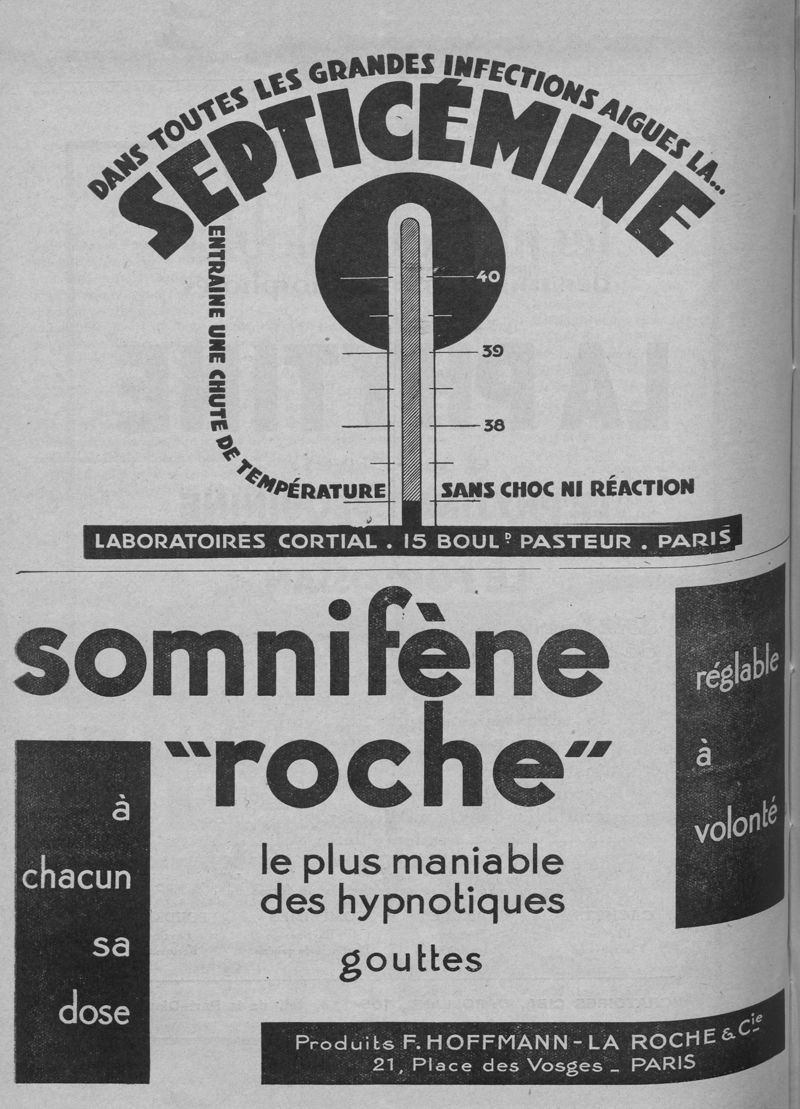 DANS TOUTES LES GRANDES INFECTIONS AIGUES LA...
SEPTICÉMINE
40
39
38
ENTRAINE UNE CHUTE DE TEMPÉRATURE
SANS CHOC NI RÉACTION
LABORATOIRES CORTIAL . 15 BOUL.D PASTEUR . PARIS
somnifène
"roche"
réglable
à
volonté
à
chacun
sa
dose
le plus maniable
des hypnotiques
gouttes
Produits F. HOFFMANN-LA ROCHE & Cie
21, Place des Vosges _ PARIS